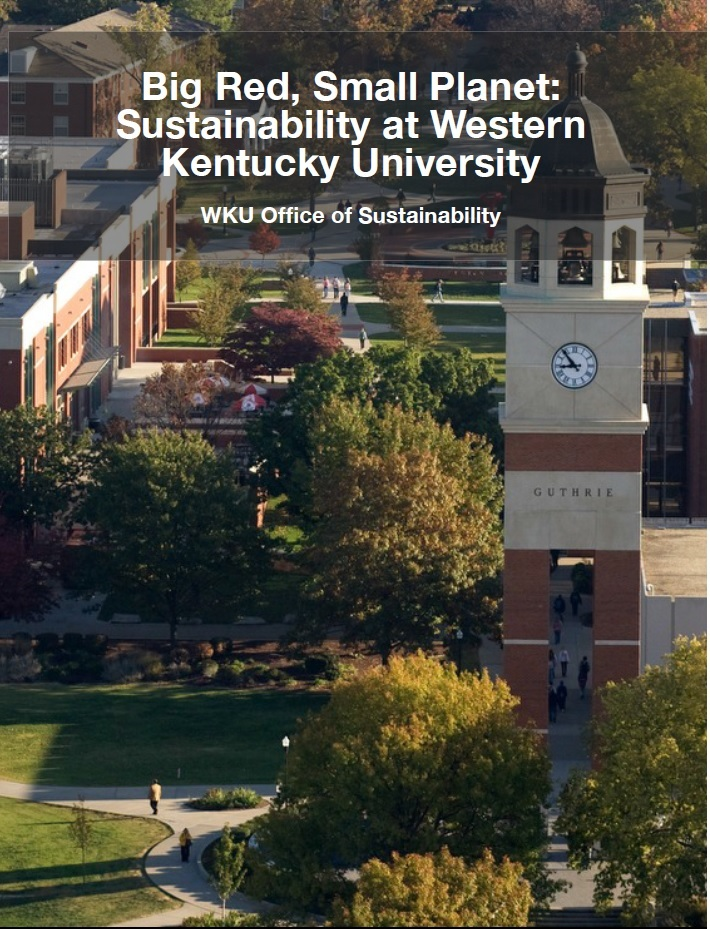 Big Red, Small Planet:
Sustainability at Western
Kentucky University
WKU Office of Sustainability
GUTHRIE